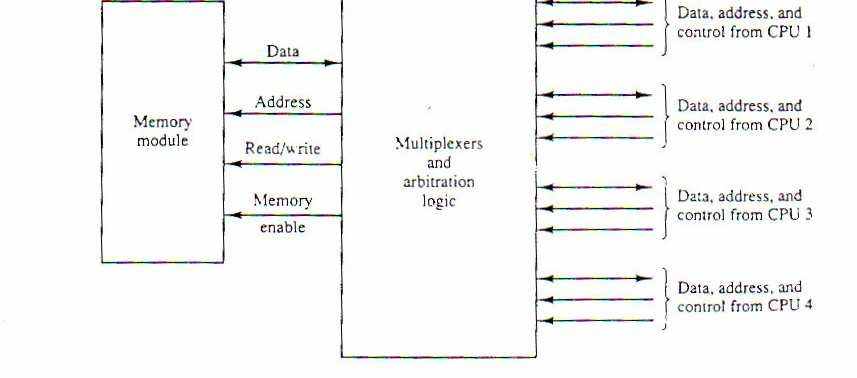 Data, address, and
control from CPU 1
Data
Address
Memory
module
Read/write
Memory
enable
Multiplexers
and
arbitration
logic
Data, address, and
control from CPU 2
Data, address, and
control from CPU 3
Data, address, and
control from CPU 4